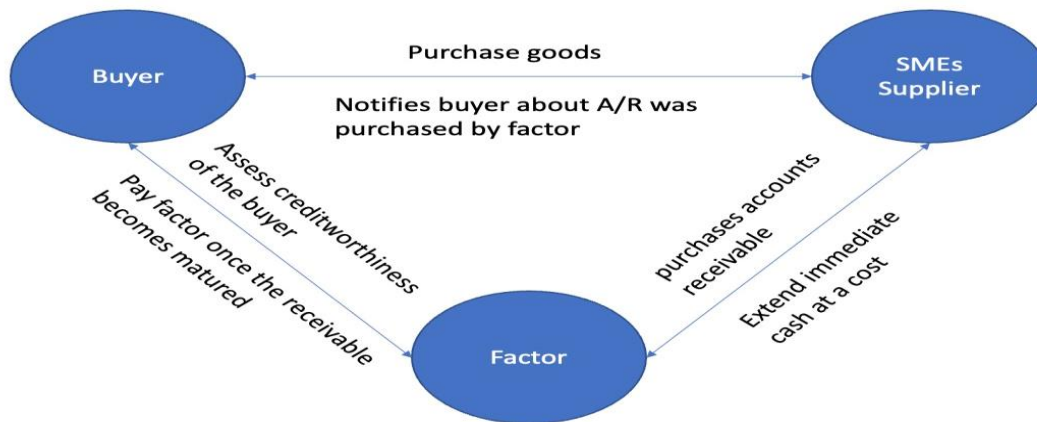 Purchase goods
Buyer
SMEs
Supplier
Notifies buyer about A/R was
purchased by factor
Assess creditworthiness
of the buyer
Pay factor once the receivable
becomes matured
purchases accounts
receivable
Extend immediate
cash at a cost
Factor